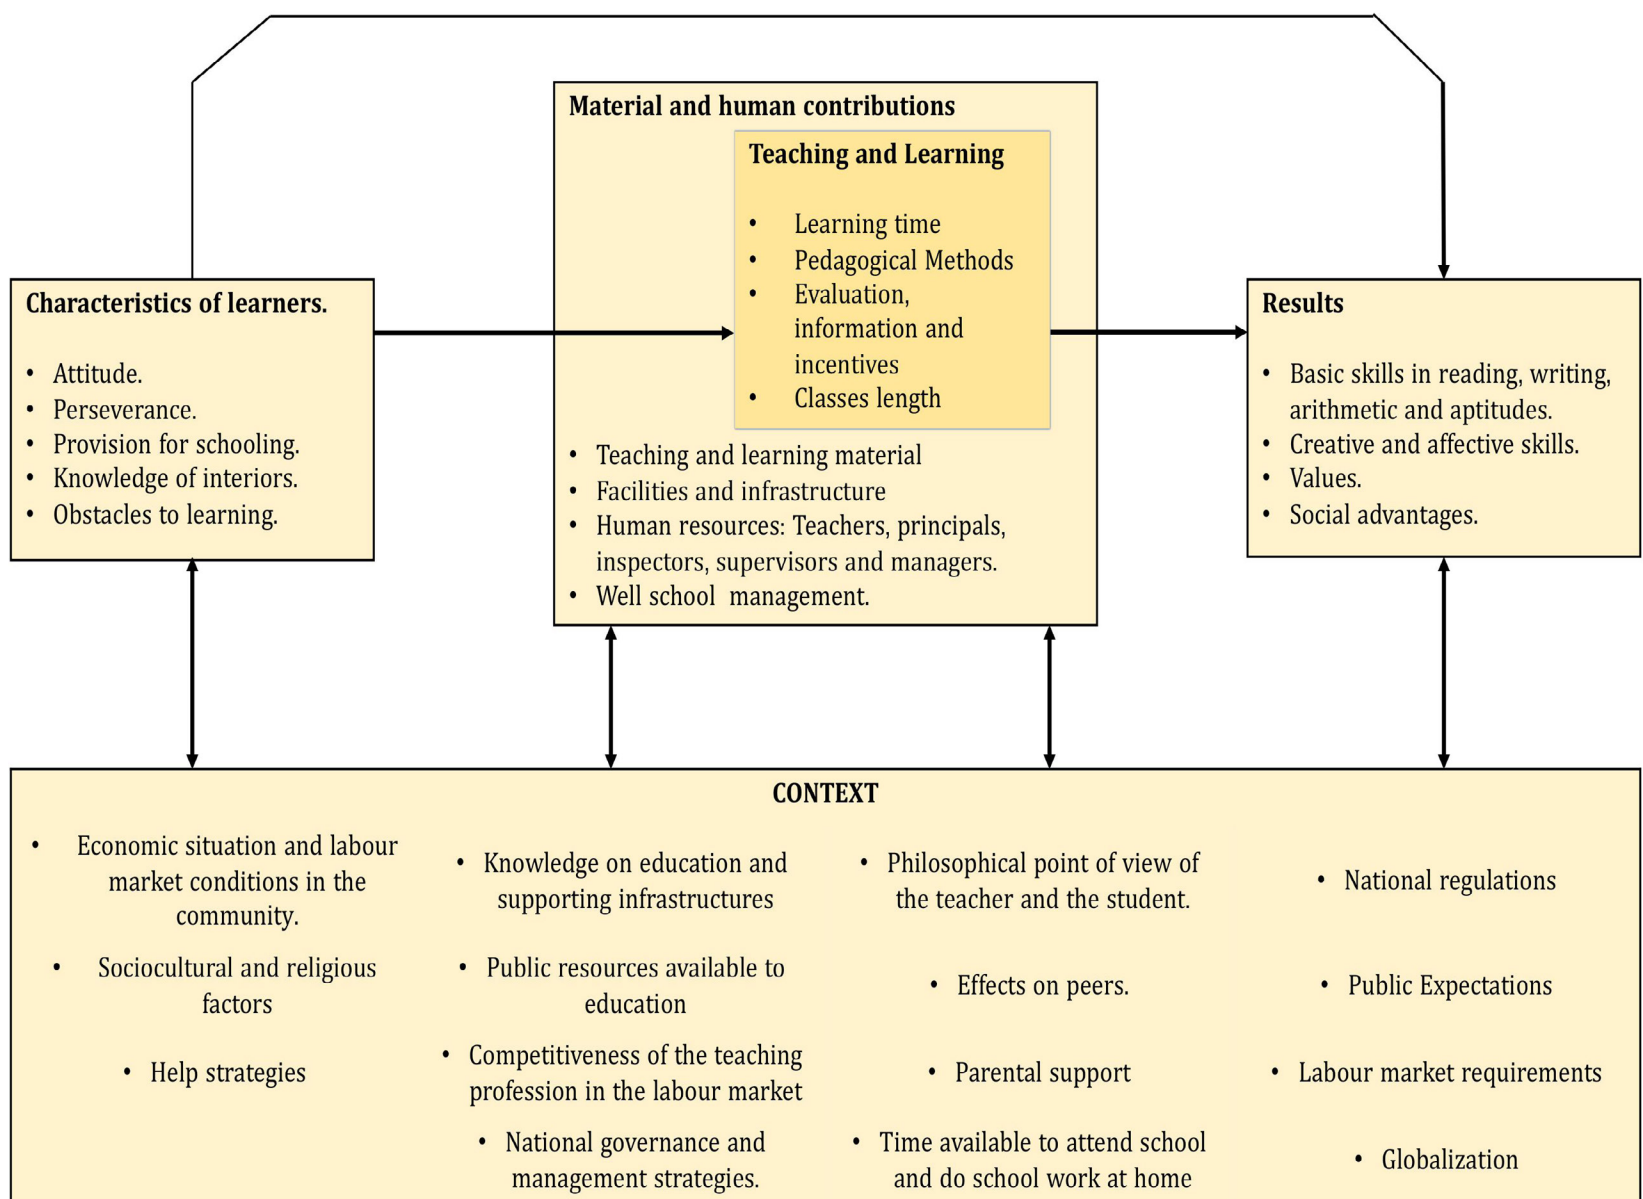 Material and human contributions
Teaching and Learning
• Learning time
• Pedagogical Methods
• Evaluation,
information and
incentives
• Classes length
• Teaching and learning material
• Facilities and infrastructure
• Human resources: Teachers, principals,
inspectors, supervisors and managers.
• Well school management.
Characteristics of learners.
• Attitude.
• Perseverance.
• Provision for schooling.
• Knowledge of interiors.
• Obstacles to learning.
Results
• Basic skills in reading, writing,
arithmetic and aptitudes.
• Creative and affective skills.
• Values.
• Social advantages.
CONTEXT
• Economic situation and labour
market conditions in the
community.
• Sociocultural and religious
factors
• Help strategies
• Knowledge on education and
supporting infrastructures
• Public resources available to
education
• Competitiveness of the teaching
profession in the labour market
• National governance and
management strategies.
• Philosophical point of view of
the teacher and the student.
• Effects on peers.
• Parental support
• Time available to attend school
and do school work at home
• National regulations
• Public Expectations
• Labour market requirements
• Globalization